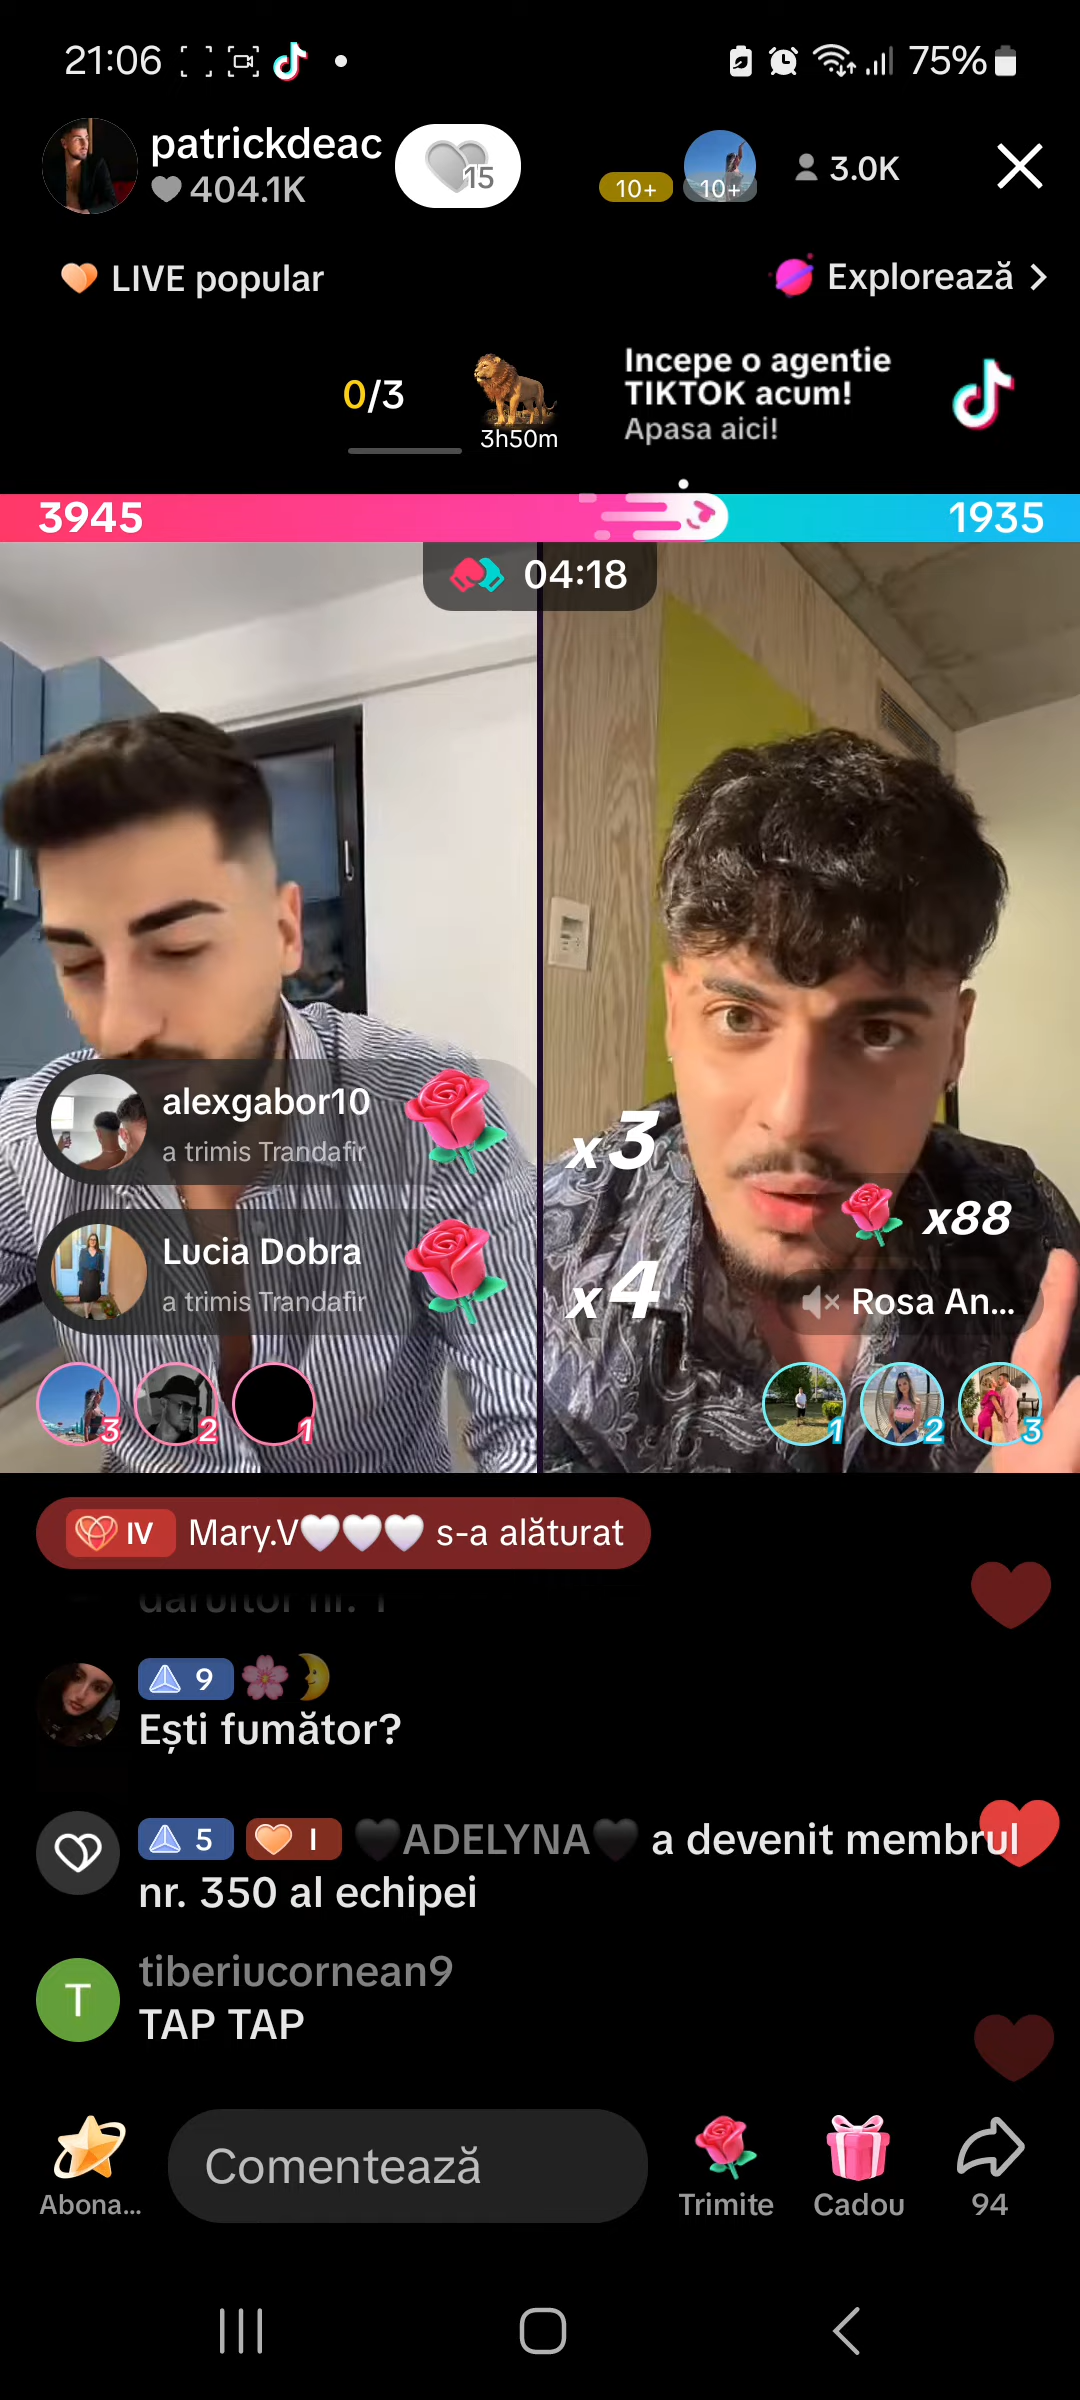 21:06
75%
patrickdeac
404.1K
15
10+
10+
3.0K
LIVE popular
Explorează
0/3
3h50m
Incepe o agentie
TIKTOK acum!
Apasa aici!
3945
1935
04:18
alexgabor10
a trimis Trandafir
x3
x88
Lucia Dobra
a trimis Trandafir
x4
Rosa An...
3
2
1
1
2
3
IV Mary.V🤍🤍🤍 s-a alăturat
dăruitor nr. 1
9 🌸🌛
Ești fumător?
5 I 🖤ADELYNA🖤 a devenit membrul
nr. 350 al echipei
T
tiberiucornean9
TAP TAP
Abona...
Comentează
Trimite
Cadou
94